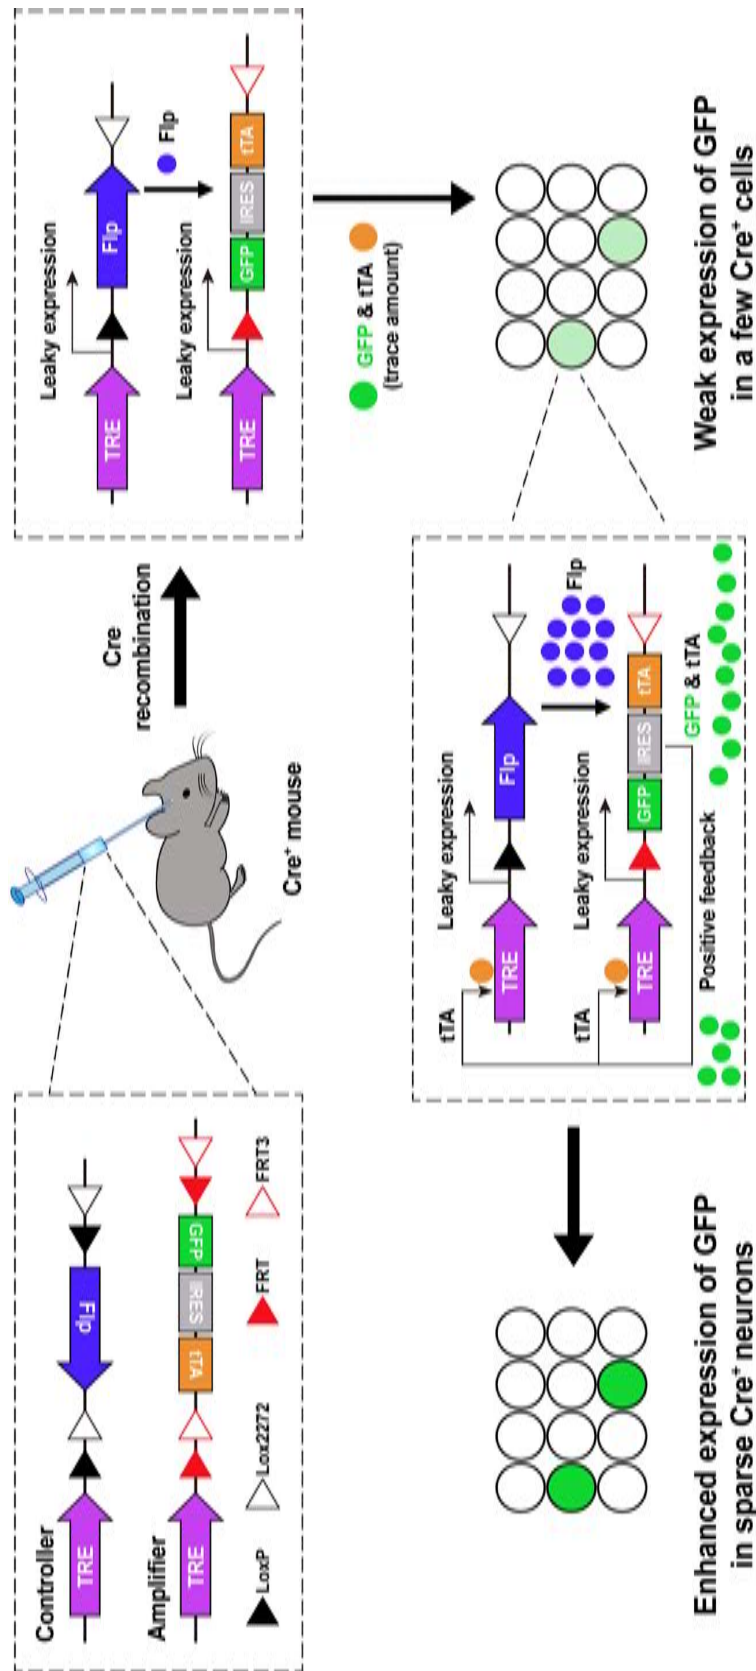 Controller
TRE
Flp
Amplifier
TRE
tTA
IRES
GFP
LoxP
Lox2272
FRT
FRT3
Cre⁺ mouse
Cre
recombination
Leaky expression
TRE
Flp
Leaky expression
Flp
TRE
GFP
IRES
tTA
GFP & tTA
(trace amount)
Weak expression of GFP
in a few Cre⁺ cells
tTA
Leaky expression
TRE
Flp
Flp
tTA
Leaky expression
TRE
GFP
IRES
tTA
GFP & tTA
Positive feedback
Enhanced expression of GFP
in sparse Cre⁺ neurons